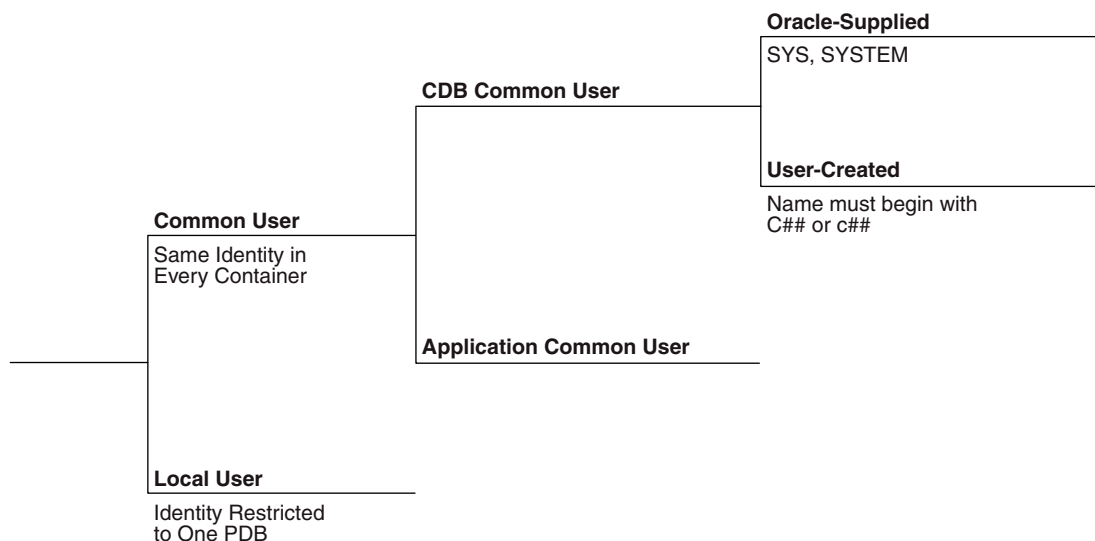 Oracle-Supplied
SYS, SYSTEM
CDB Common User
User-Created
Name must begin with
C## or c##
Common User
Same Identity in
Every Container
Application Common User
Local User
Identity Restricted
to One PDB